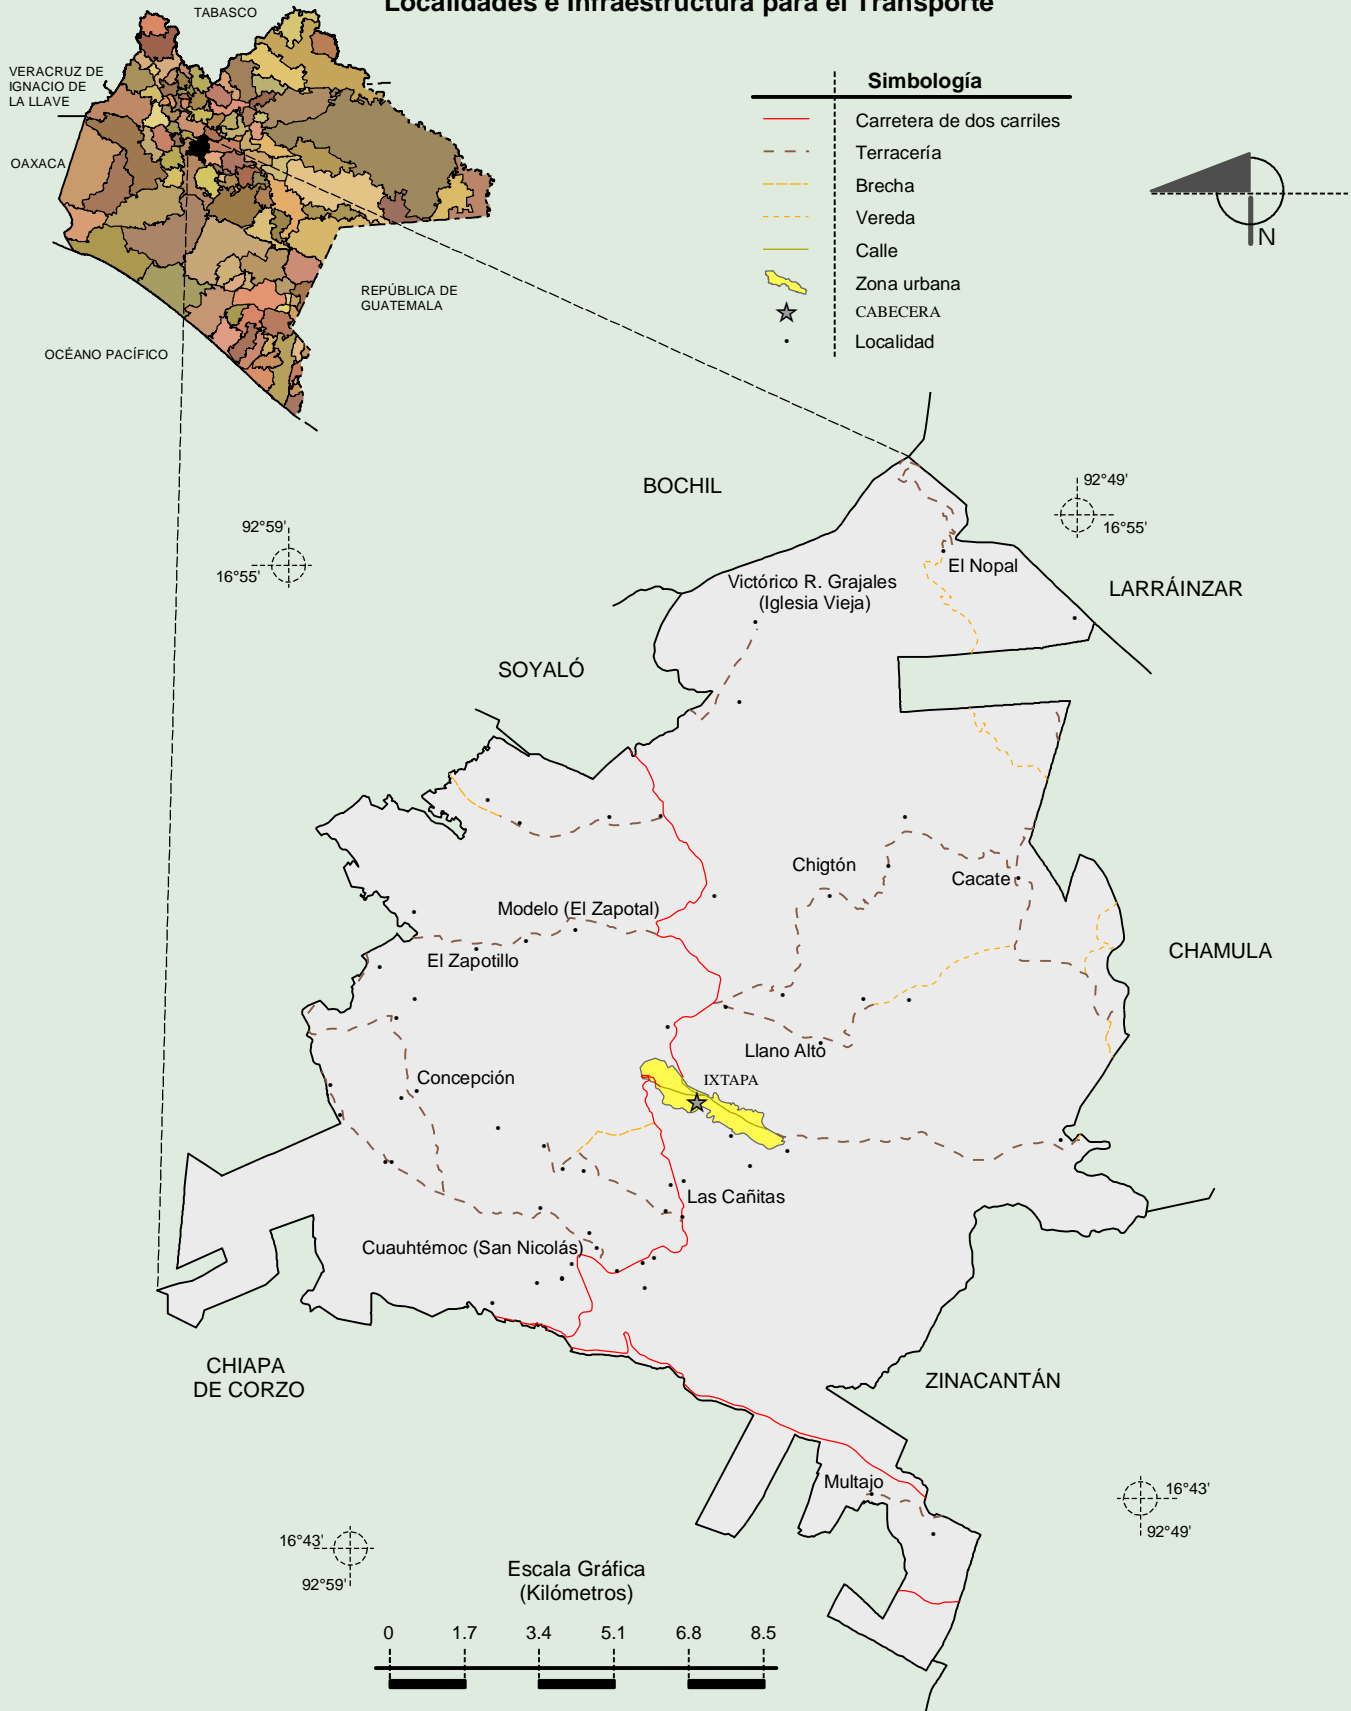 Localidades e Infraestructura para el Transporte
TABASCO
VERACRUZ DE
IGNACIO DE
LA LLAVE
OAXACA
REPÚBLICA DE
GUATEMALA
OCÉANO PACÍFICO
Simbología
Carretera de dos carriles
Terracería
Brecha
Vereda
Calle
Zona urbana
CABECERA
Localidad
N
BOCHIL
92°49'
16°55'
92°59'
16°55'
El Nopal
Victórico R. Grajales
(Iglesia Vieja)
LARRÁINZAR
SOYALÓ
Chigtón
Cacate
Modelo (El Zapotal)
El Zapotillo
CHAMULA
Llano Alto
Concepción
IXTAPA
Las Cañitas
Cuauhtémoc (San Nicolás)
CHIAPA
DE CORZO
ZINACANTÁN
Multajo
16°43'
92°49'
16°43'
92°59'
Escala Gráfica
(Kilómetros)
0 1.7 3.4 5.1 6.8 8.5